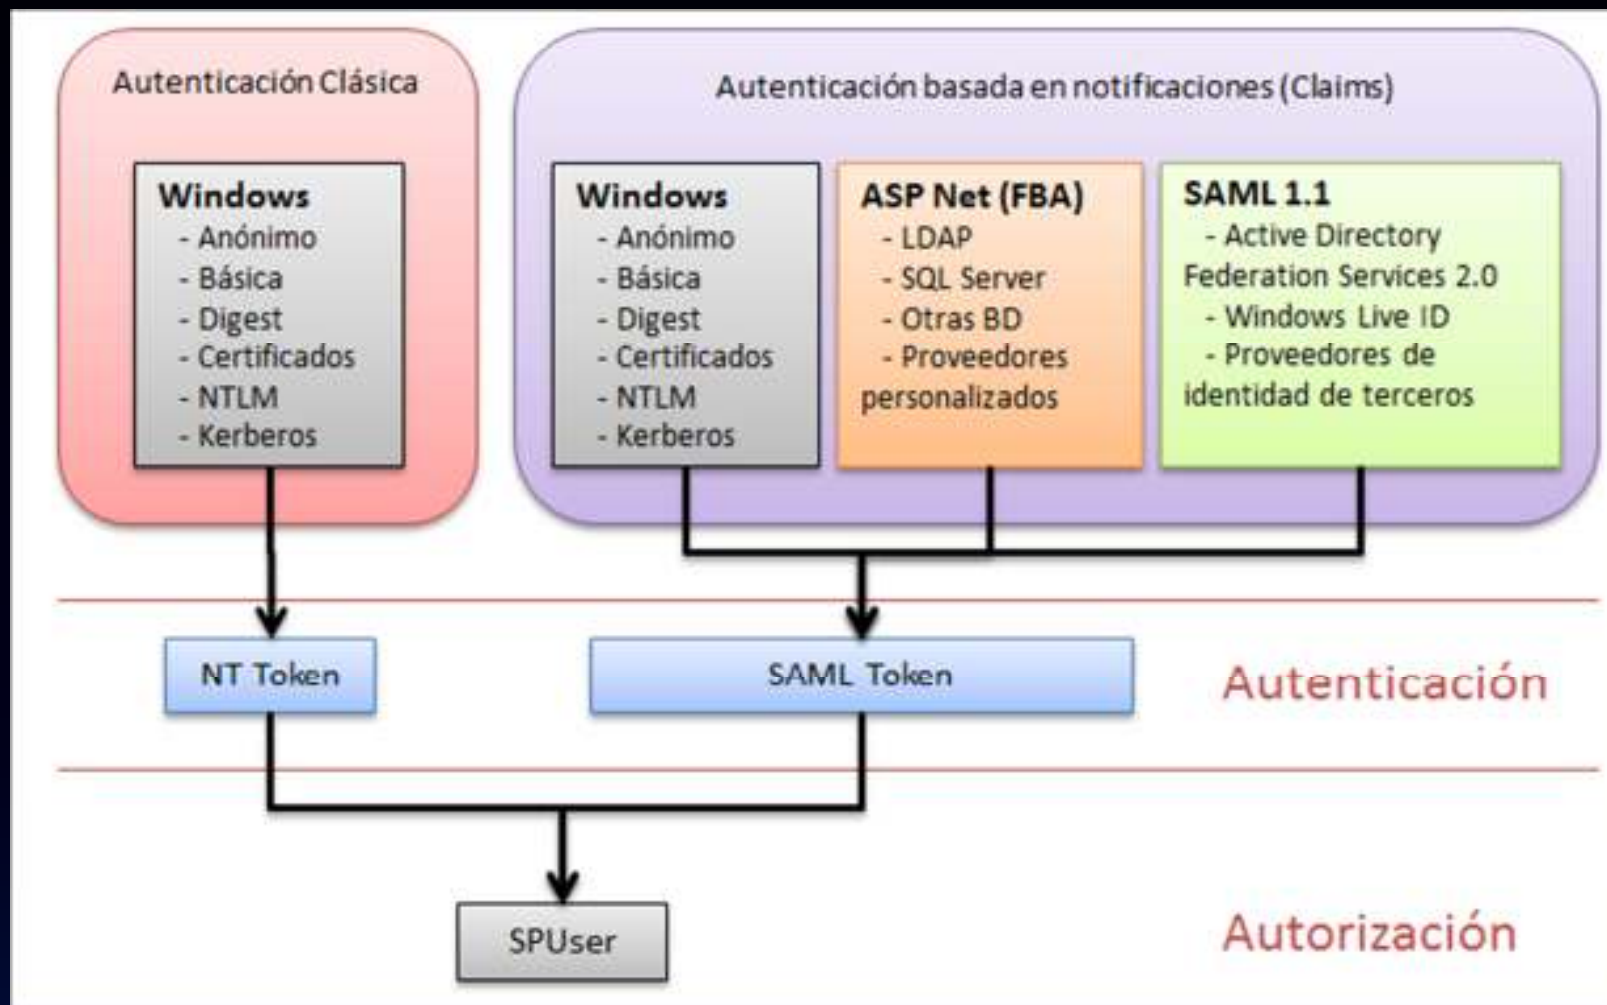 Autenticación Clásica
Windows
- Anónimo
- Básica
- Digest
- Certificados
- NTLM
- Kerberos
Autenticación basada en notificaciones (Claims)
Windows
- Anónimo
- Básica
- Digest
- Certificados
- NTLM
- Kerberos
ASP Net (FBA)
- LDAP
- SQL Server
- Otras BD
- Proveedores
personalizados
SAML 1.1
- Active Directory
Federation Services 2.0
- Windows Live ID
- Proveedores de
identidad de terceros
NT Token
SAML Token
Autenticación
SPUser
Autorización